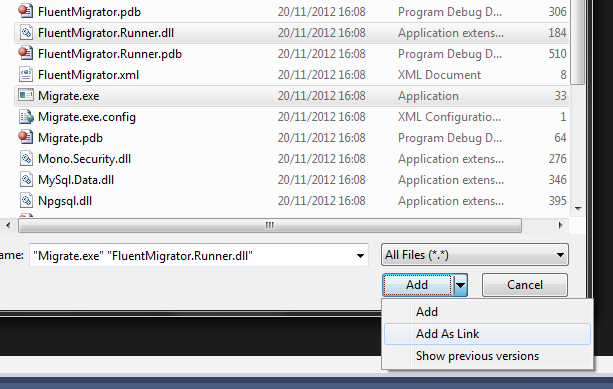 FluentMigrator.pdb 20/11/2012 16:08 Program Debug D... 306
FluentMigrator.Runner.dll 20/11/2012 16:08 Application extens... 184
FluentMigrator.Runner.pdb 20/11/2012 16:08 Program Debug D... 510
FluentMigrator.xml 20/11/2012 16:08 XML Document 8
Migrate.exe 20/11/2012 16:08 Application 33
Migrate.exe.config 20/11/2012 16:08 XML Configuratio... 1
Migrate.pdb 20/11/2012 16:08 Program Debug D... 64
Mono.Security.dll 20/11/2012 16:08 Application extens... 276
MySql.Data.dll 20/11/2012 16:08 Application extens... 346
Npgsql.dll 20/11/2012 16:08 Application extens... 395
ame: "Migrate.exe" "FluentMigrator.Runner.dll" All Files (*.*)
Add Cancel
Add
Add As Link
Show previous versions